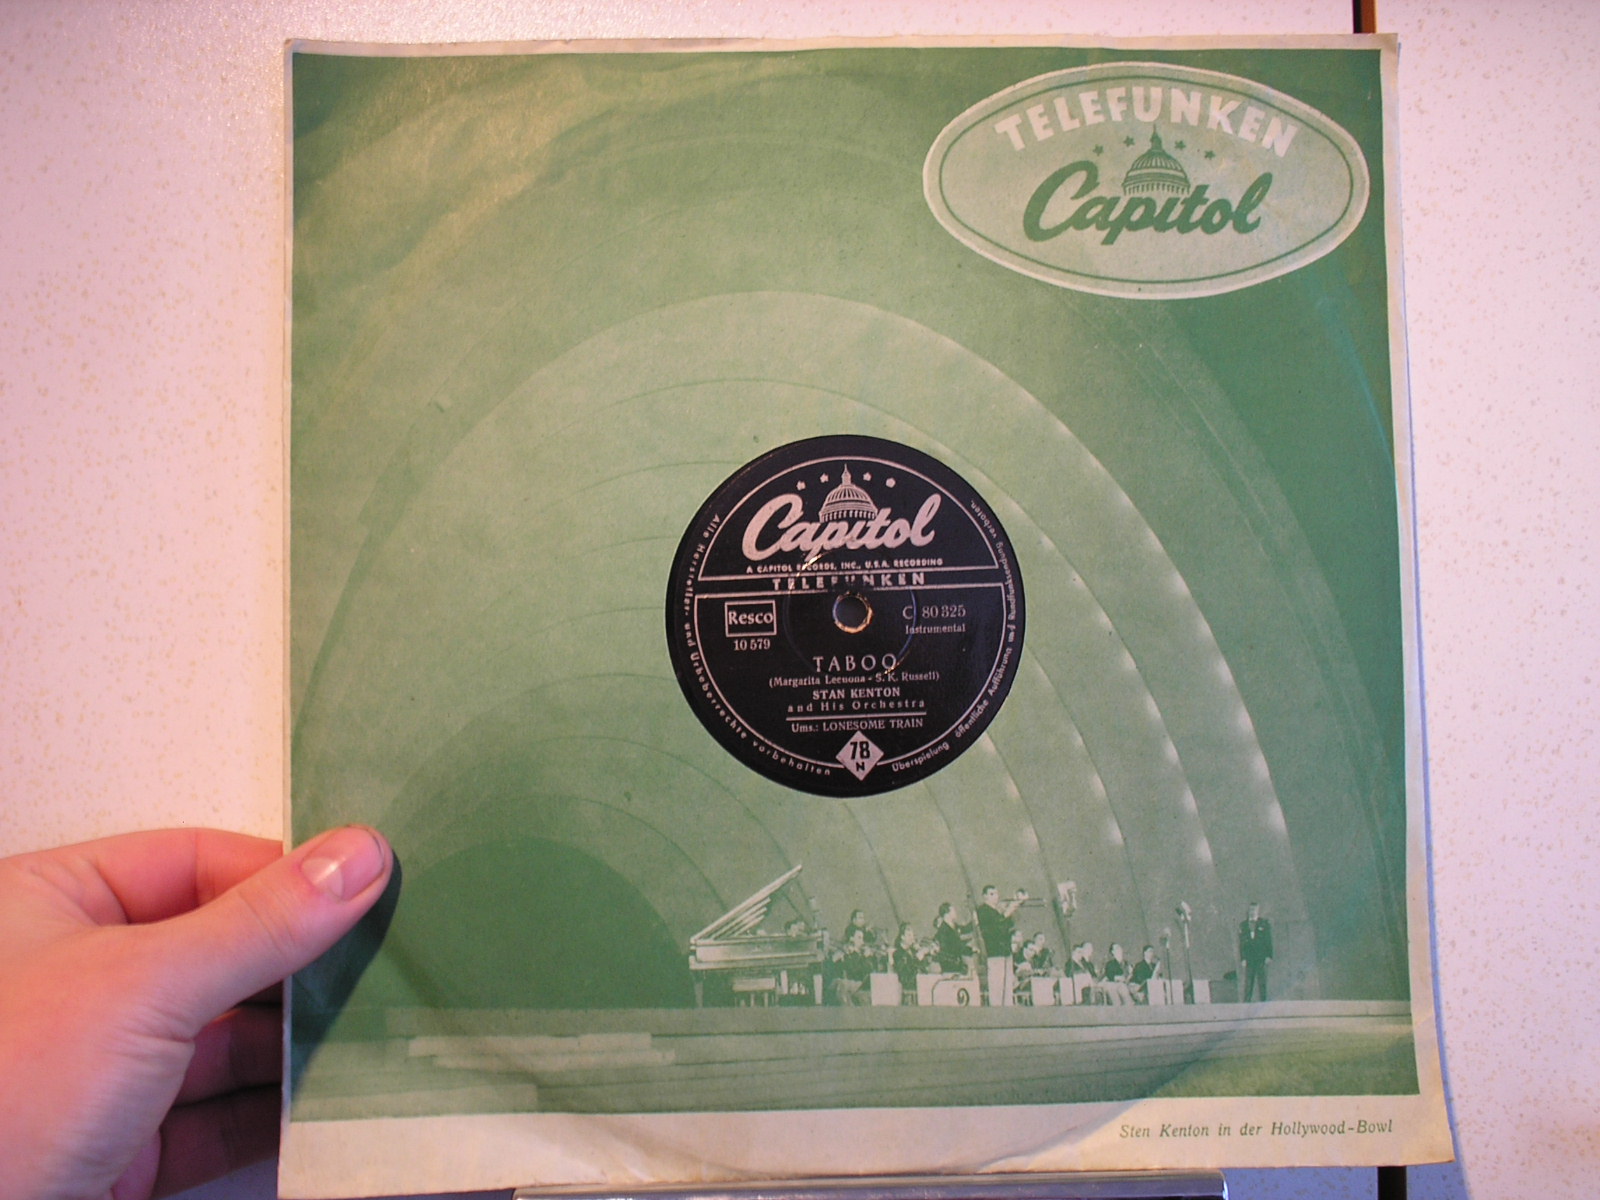 TELEFUNKEN
Capitol
Capitol
A CAPITOL RECORDS, INC., U.S.A. RECORDING
TELEFUNKEN
Resco
10 579
C 80 325
Instrumental
TABOO
(Margarita Lecuona - S. K. Russell)
STAN KENTON
and His Orchestra
Ums.: LONESOME TRAIN
78
N
Alle Hersteller- und Urheberrechte vorbehalten
Überspielung öffentliche Aufführung und Rundfunksendung verboten.
Sten Kenton in der Hollywood-Bowl